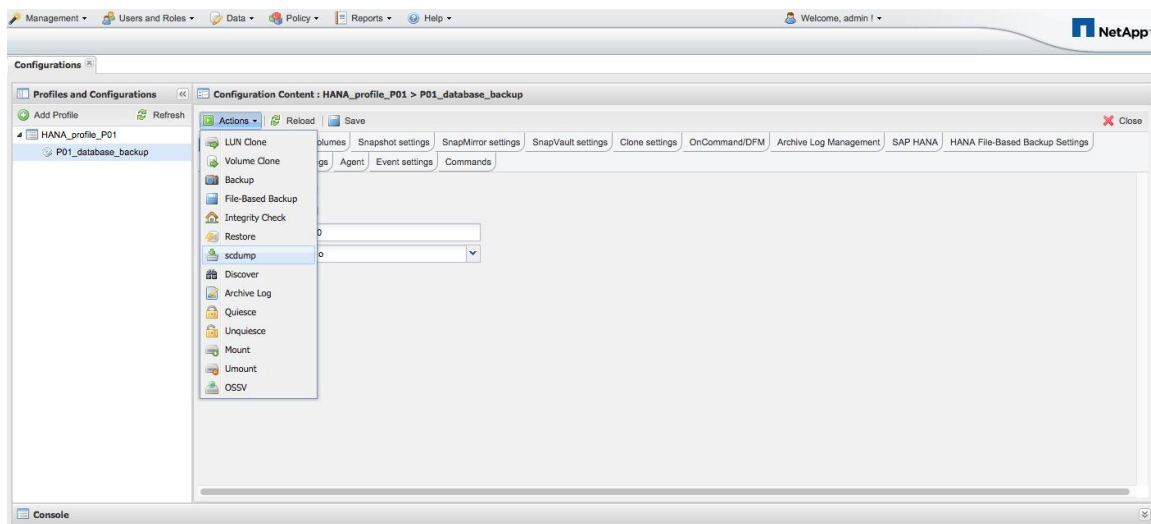 Management Users and Roles Data Policy Reports Help Welcome, admin !
NetApp
Configurations
Profiles and Configurations
Configuration Content : HANA_profile_P01 > P01_database_backup
Add Profile Refresh
Actions Reload Save Close
HANA_profile_P01
P01_database_backup
LUN Clone
Volume Clone
Backup
File-Based Backup
Integrity Check
Restore
scdump
Discover
Archive Log
Quiesce
Unquiesce
Mount
Umount
OSSV
olumes Snapshot settings SnapMirror settings SnapVault settings Clone settings OnCommand/DFM Archive Log Management SAP HANA HANA File-Based Backup Settings
gs Agent Event settings Commands
0
o
Console